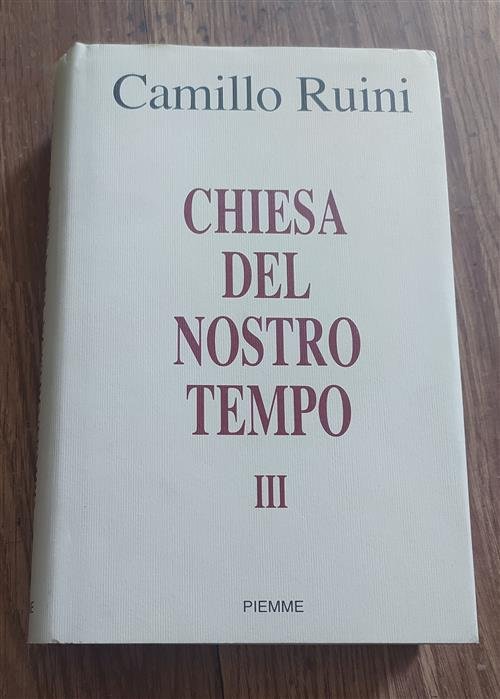 Camillo Ruini
CHIESA
DEL
NOSTRO
TEMPO
III
PIEMME